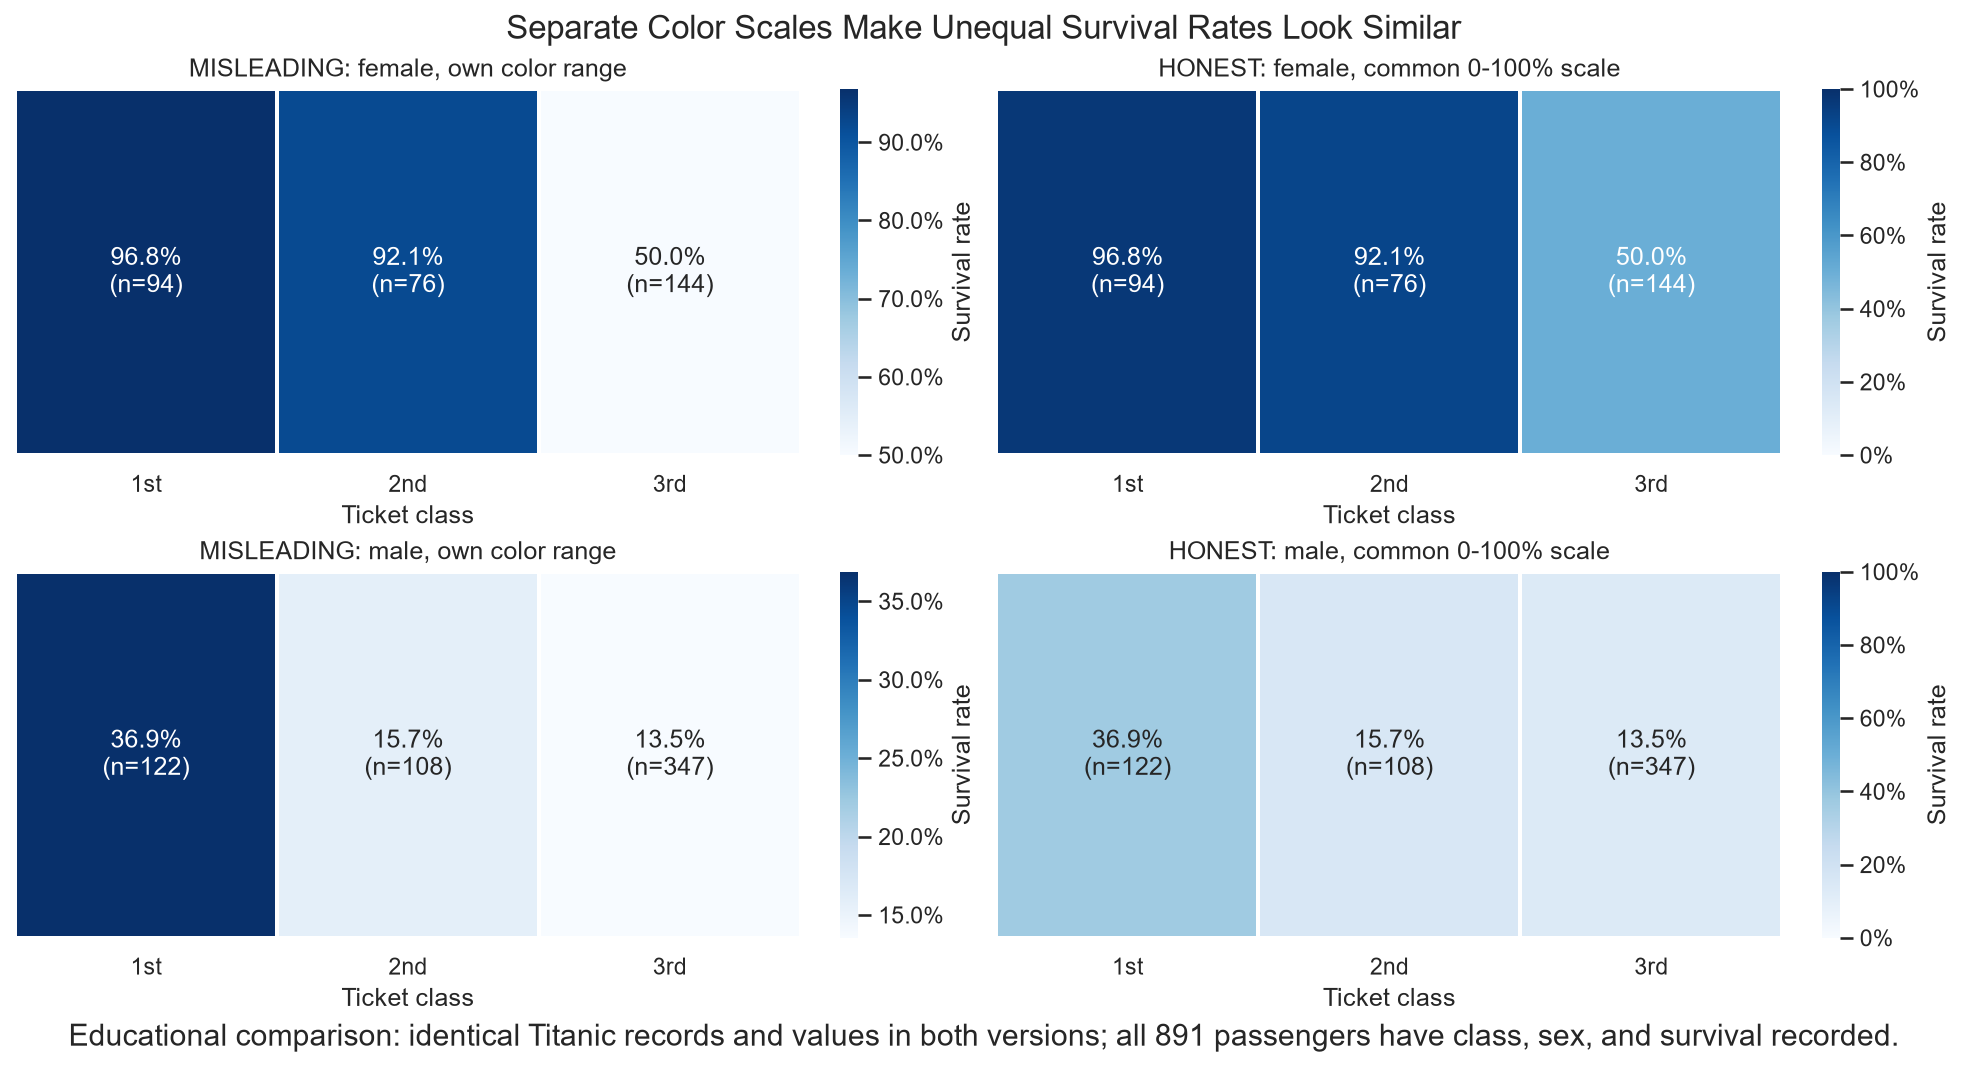 Separate Color Scales Make Unequal Survival Rates Look Similar
MISLEADING: female, own color range
96.8%
(n=94)
92.1%
(n=76)
50.0%
(n=144)
1st
2nd
3rd
Ticket class
90.0%
80.0%
70.0%
60.0%
50.0%
Survival rate
HONEST: female, common 0-100% scale
96.8%
(n=94)
92.1%
(n=76)
50.0%
(n=144)
1st
2nd
3rd
Ticket class
100%
80%
60%
40%
20%
0%
Survival rate
MISLEADING: male, own color range
36.9%
(n=122)
15.7%
(n=108)
13.5%
(n=347)
1st
2nd
3rd
Ticket class
35.0%
30.0%
25.0%
20.0%
15.0%
Survival rate
HONEST: male, common 0-100% scale
36.9%
(n=122)
15.7%
(n=108)
13.5%
(n=347)
1st
2nd
3rd
Ticket class
100%
80%
60%
40%
20%
0%
Survival rate
Educational comparison: identical Titanic records and values in both versions; all 891 passengers have class, sex, and survival recorded.